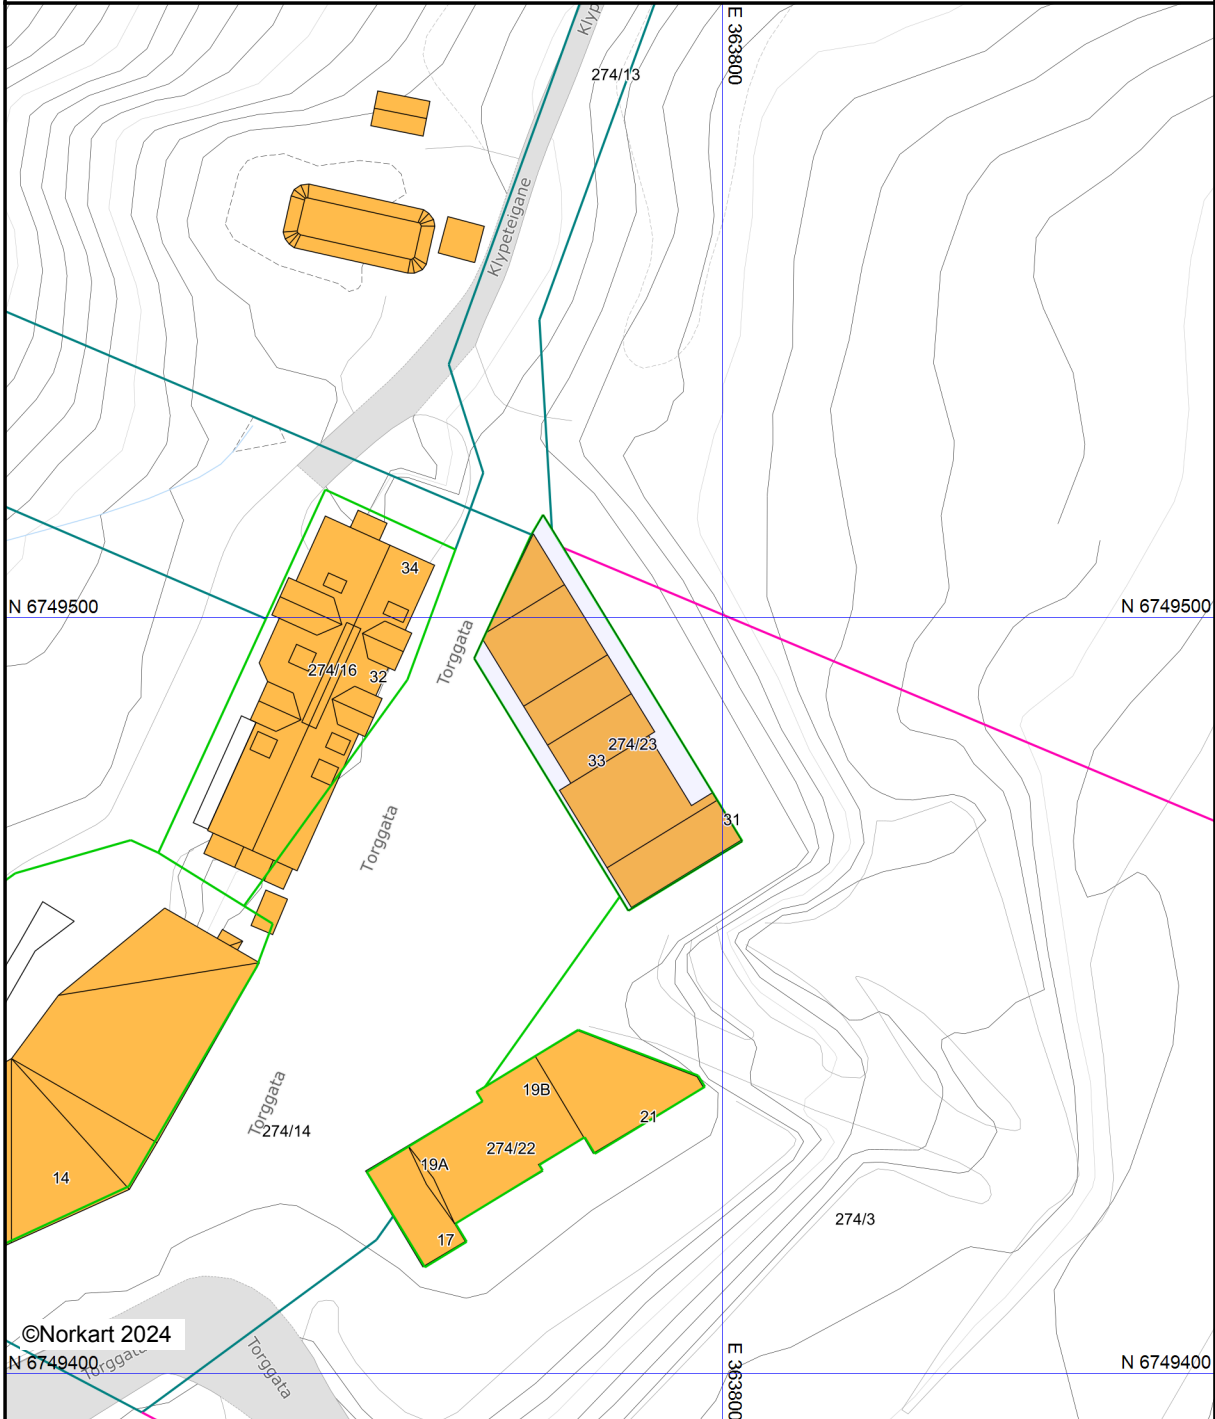 Klyp
E 363800
274/13
Klypeteigane
34
N 6749500
N 6749500
Torggata
274/16
32
274/23
33
31
Torggata
19B
21
Torggata
274/14
274/22
19A
14
274/3
17
©Norkart 2024
Torggata
Torggata
N 6749400
E 363800
N 6749400